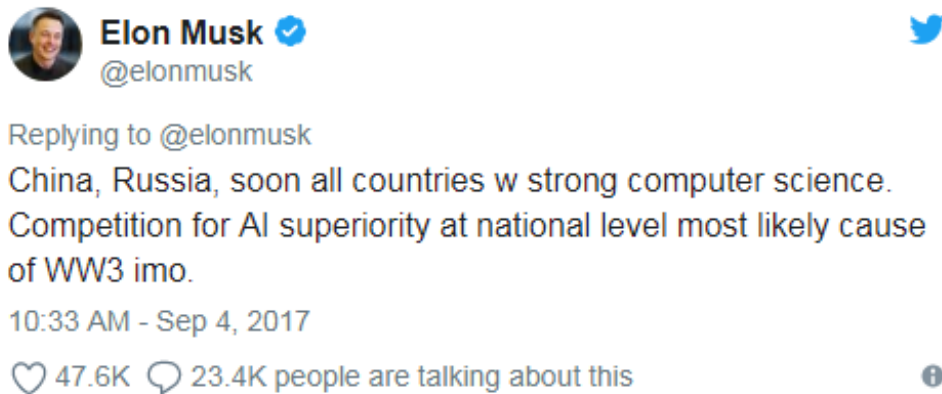 Elon Musk
@elonmusk
Replying to @elonmusk
China, Russia, soon all countries w strong computer science.
Competition for AI superiority at national level most likely cause
of WW3 imo.
10:33 AM - Sep 4, 2017
47.6K 23.4K people are talking about this